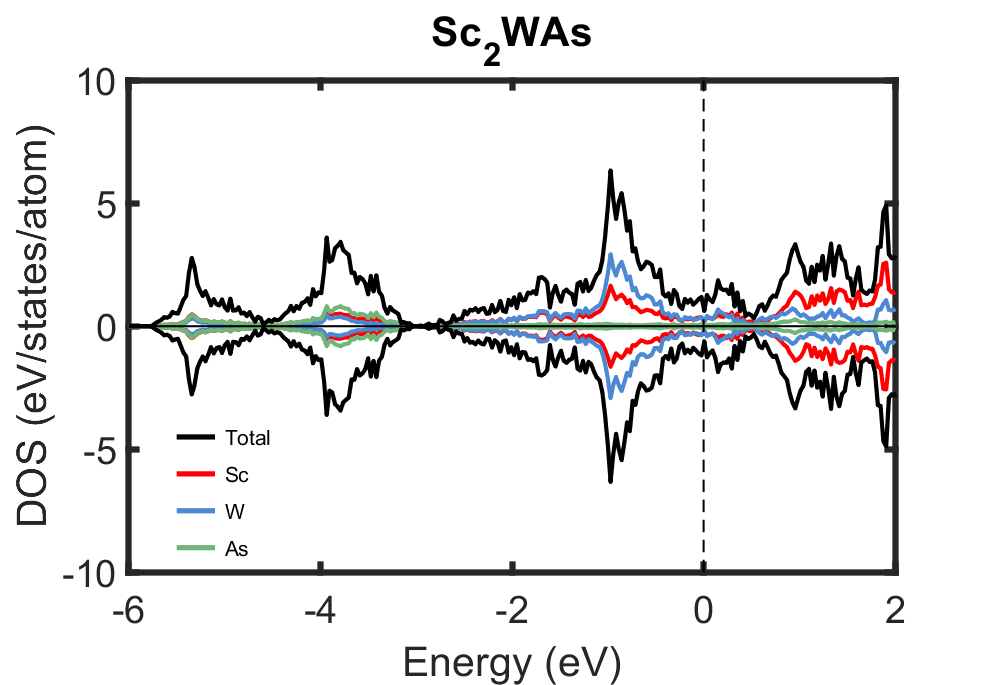 Sc₂WAs
10
5
0
-5
-10
DOS (eV/states/atom)
Total
Sc
W
As
-6 -4 -2 0 2
Energy (eV)